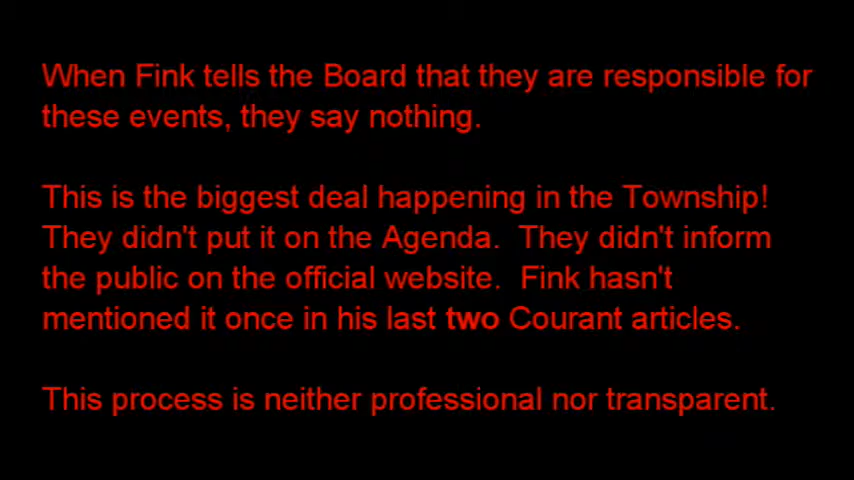 When Fink tells the Board that they are responsible for
these events, they say nothing.
This is the biggest deal happening in the Township!
They didn't put it on the Agenda.  They didn't inform
the public on the official website.  Fink hasn't
mentioned it once in his last two Courant articles.
This process is neither professional nor transparent.